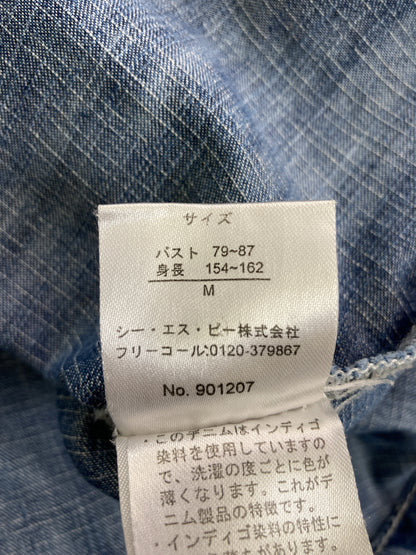 サイズ
バスト 79~87
身長 154~162
M
シー・エス・ピー株式会社
フリーコール:0120-379867
No. 901207
・このデニムはインディゴ
染料を使用していますの
で、洗濯の度ごとに色が
薄くなります。これがデ
ニム製品の特徴です。
・インディゴ染料の特性に